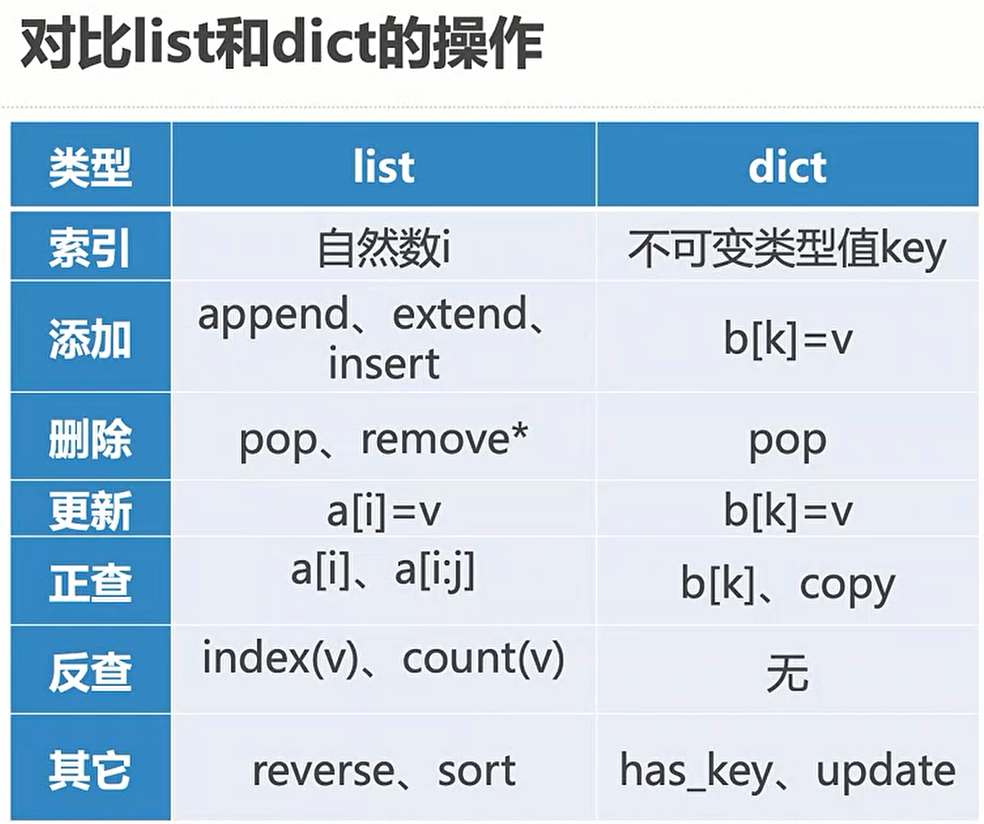 对比list和dict的操作
类型 list dict
索引 自然数i 不可变类型值key
添加 append、extend、
insert b[k]=v
删除 pop、remove* pop
更新 a[i]=v b[k]=v
正查 a[i]、a[i:j] b[k]、copy
反查 index(v)、count(v) 无
其它 reverse、sort has_key、update